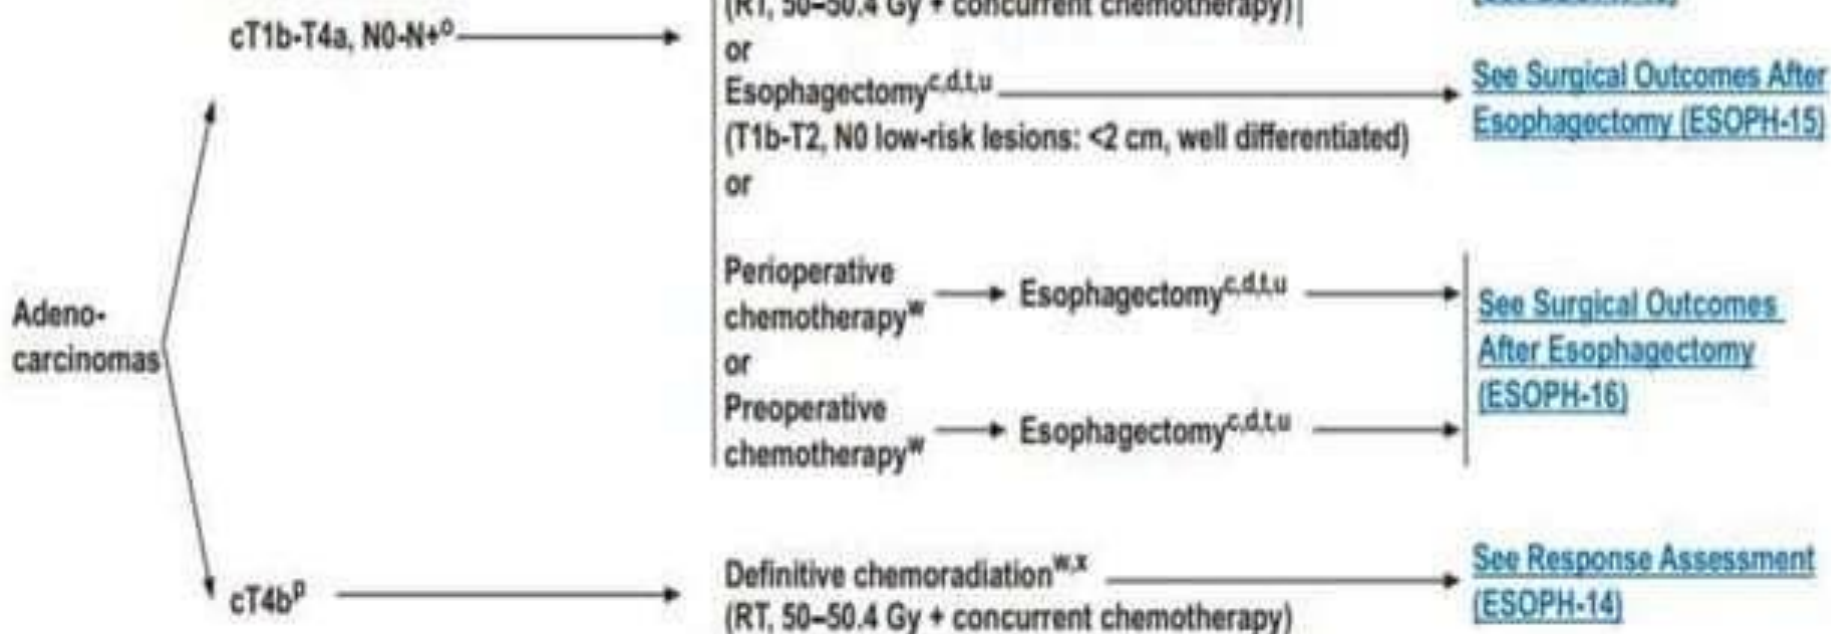 (RT, 50–50.4 Gy + concurrent chemotherapy)
cT1b-T4a, N0-N+o
or
Esophagectomyc,d,t,u
See Surgical Outcomes After
Esophagectomy (ESOPH-15)
(T1b-T2, N0 low-risk lesions: <2 cm, well differentiated)
or
Adeno-
carcinomas
Perioperative
chemotherapyw
Esophagectomyc,d,t,u
or
Preoperative
chemotherapyw
Esophagectomyc,d,t,u
See Surgical Outcomes
After Esophagectomy
(ESOPH-16)
cT4bp
Definitive chemoradiationw,x
(RT, 50–50.4 Gy + concurrent chemotherapy)
See Response Assessment
(ESOPH-14)